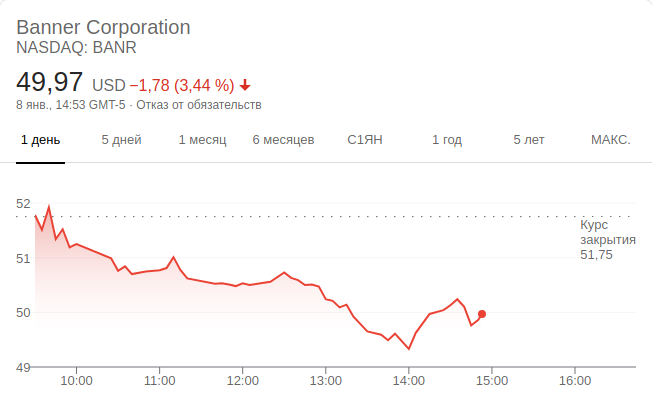 Banner Corporation
NASDAQ: BANR
49,97 USD −1,78 (3,44 %)
8 янв., 14:53 GMT-5 · Отказ от обязательств
1 день 5 дней 1 месяц 6 месяцев С1ЯН 1 год 5 лет МАКС.
52
Курс
закрытия
51,75
51
50
49
10:00 11:00 12:00 13:00 14:00 15:00 16:00